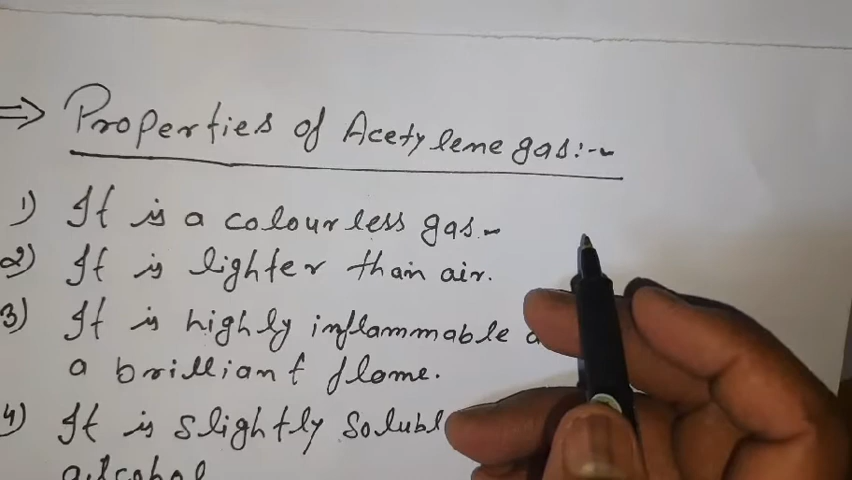 ⇒ Properties of Acetylene gas:-
1) It is a colourless gas.
2) It is lighter than air.
3) It is highly inflammable
a brilliant flame.
4) It is slightly